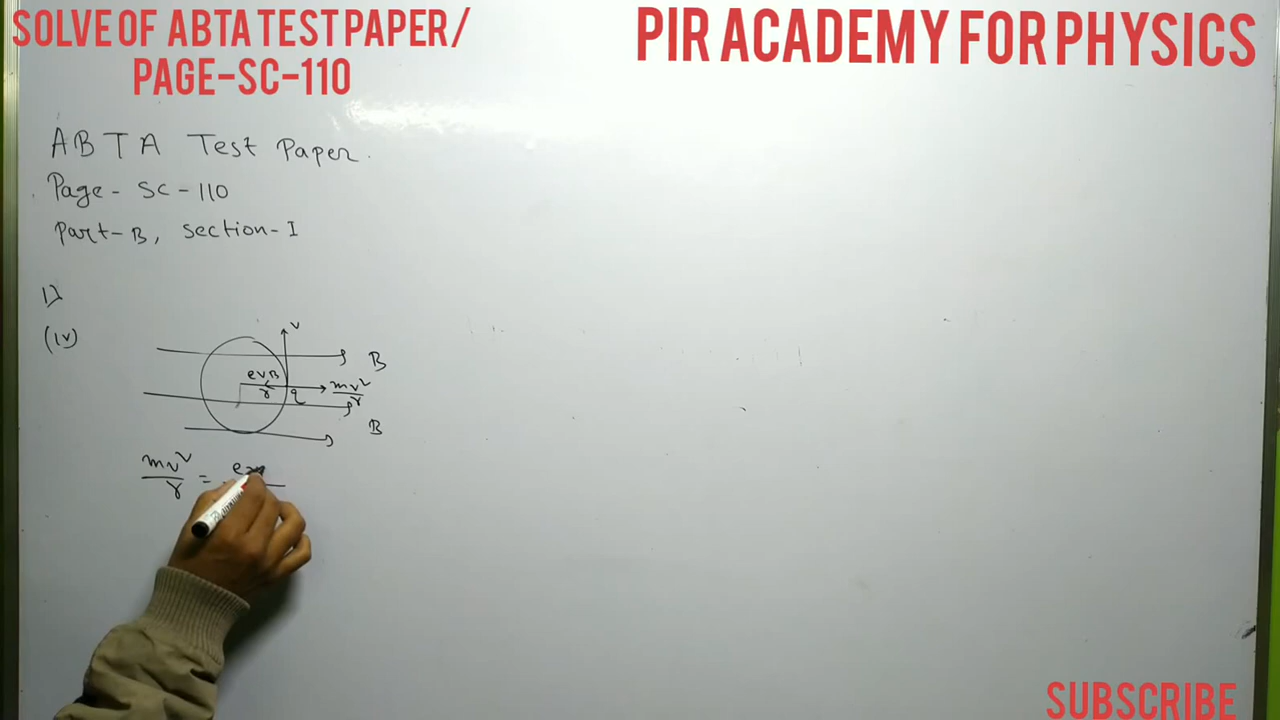 SOLVE OF ABTA TEST PAPER/
PAGE-SC-110
PIR ACADEMY FOR PHYSICS
ABTA Test Paper.
Page - SC - 110
Part-B, Section-I
1)
(iv)
v
B
evB
r
mv²
r
q
B
mv²
r
=
ev
SUBSCRIBE